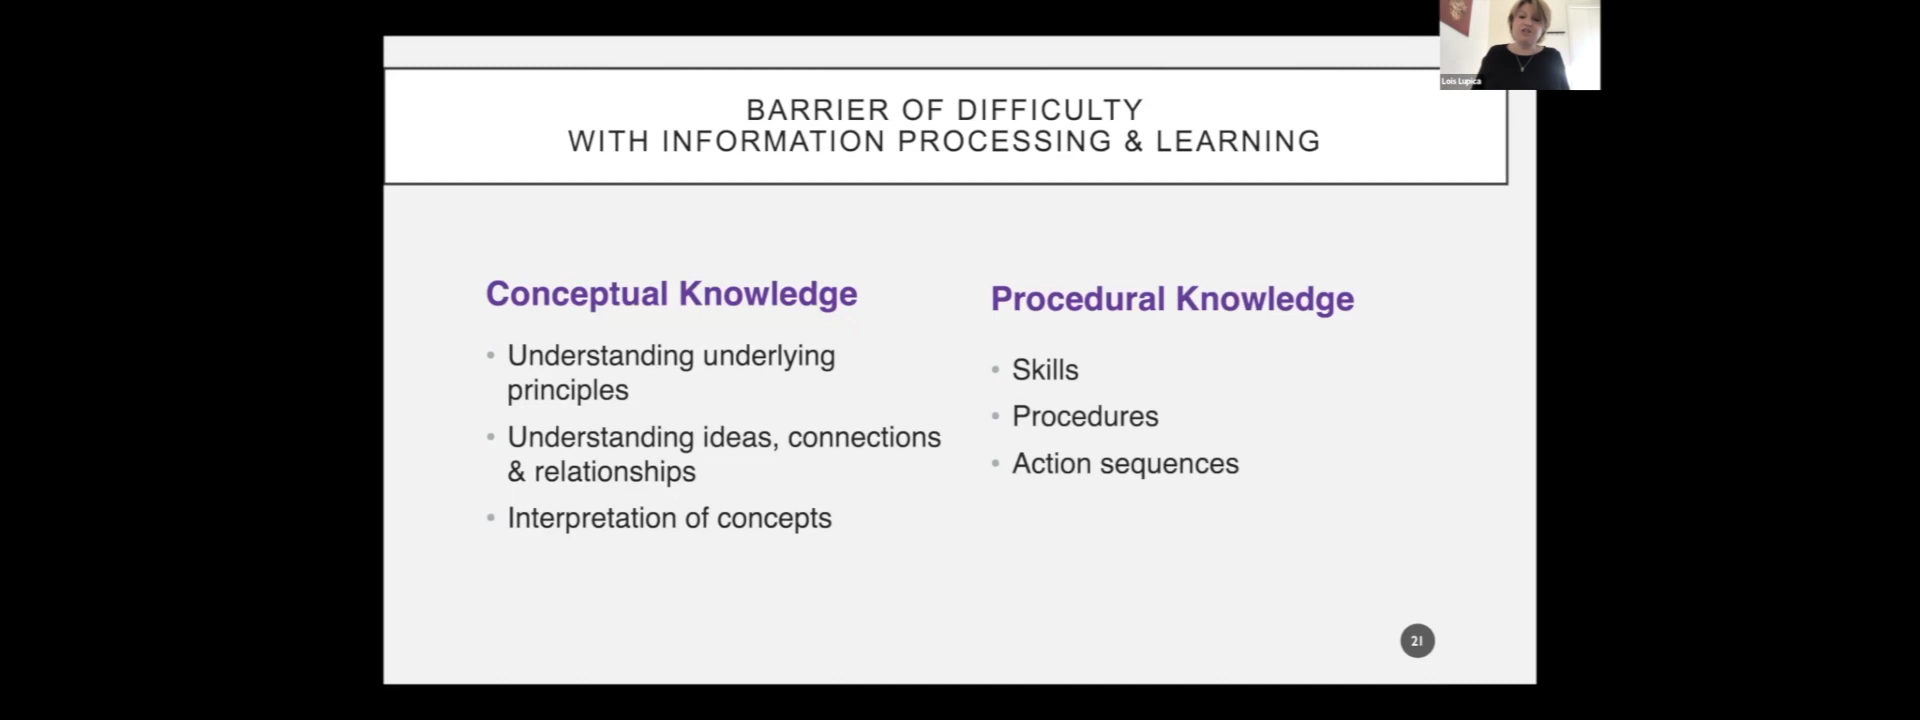 Lois Lupica
BARRIER OF DIFFICULTY
WITH INFORMATION PROCESSING & LEARNING
Conceptual Knowledge
• Understanding underlying
principles
• Understanding ideas, connections
& relationships
• Interpretation of concepts
Procedural Knowledge
• Skills
• Procedures
• Action sequences
21